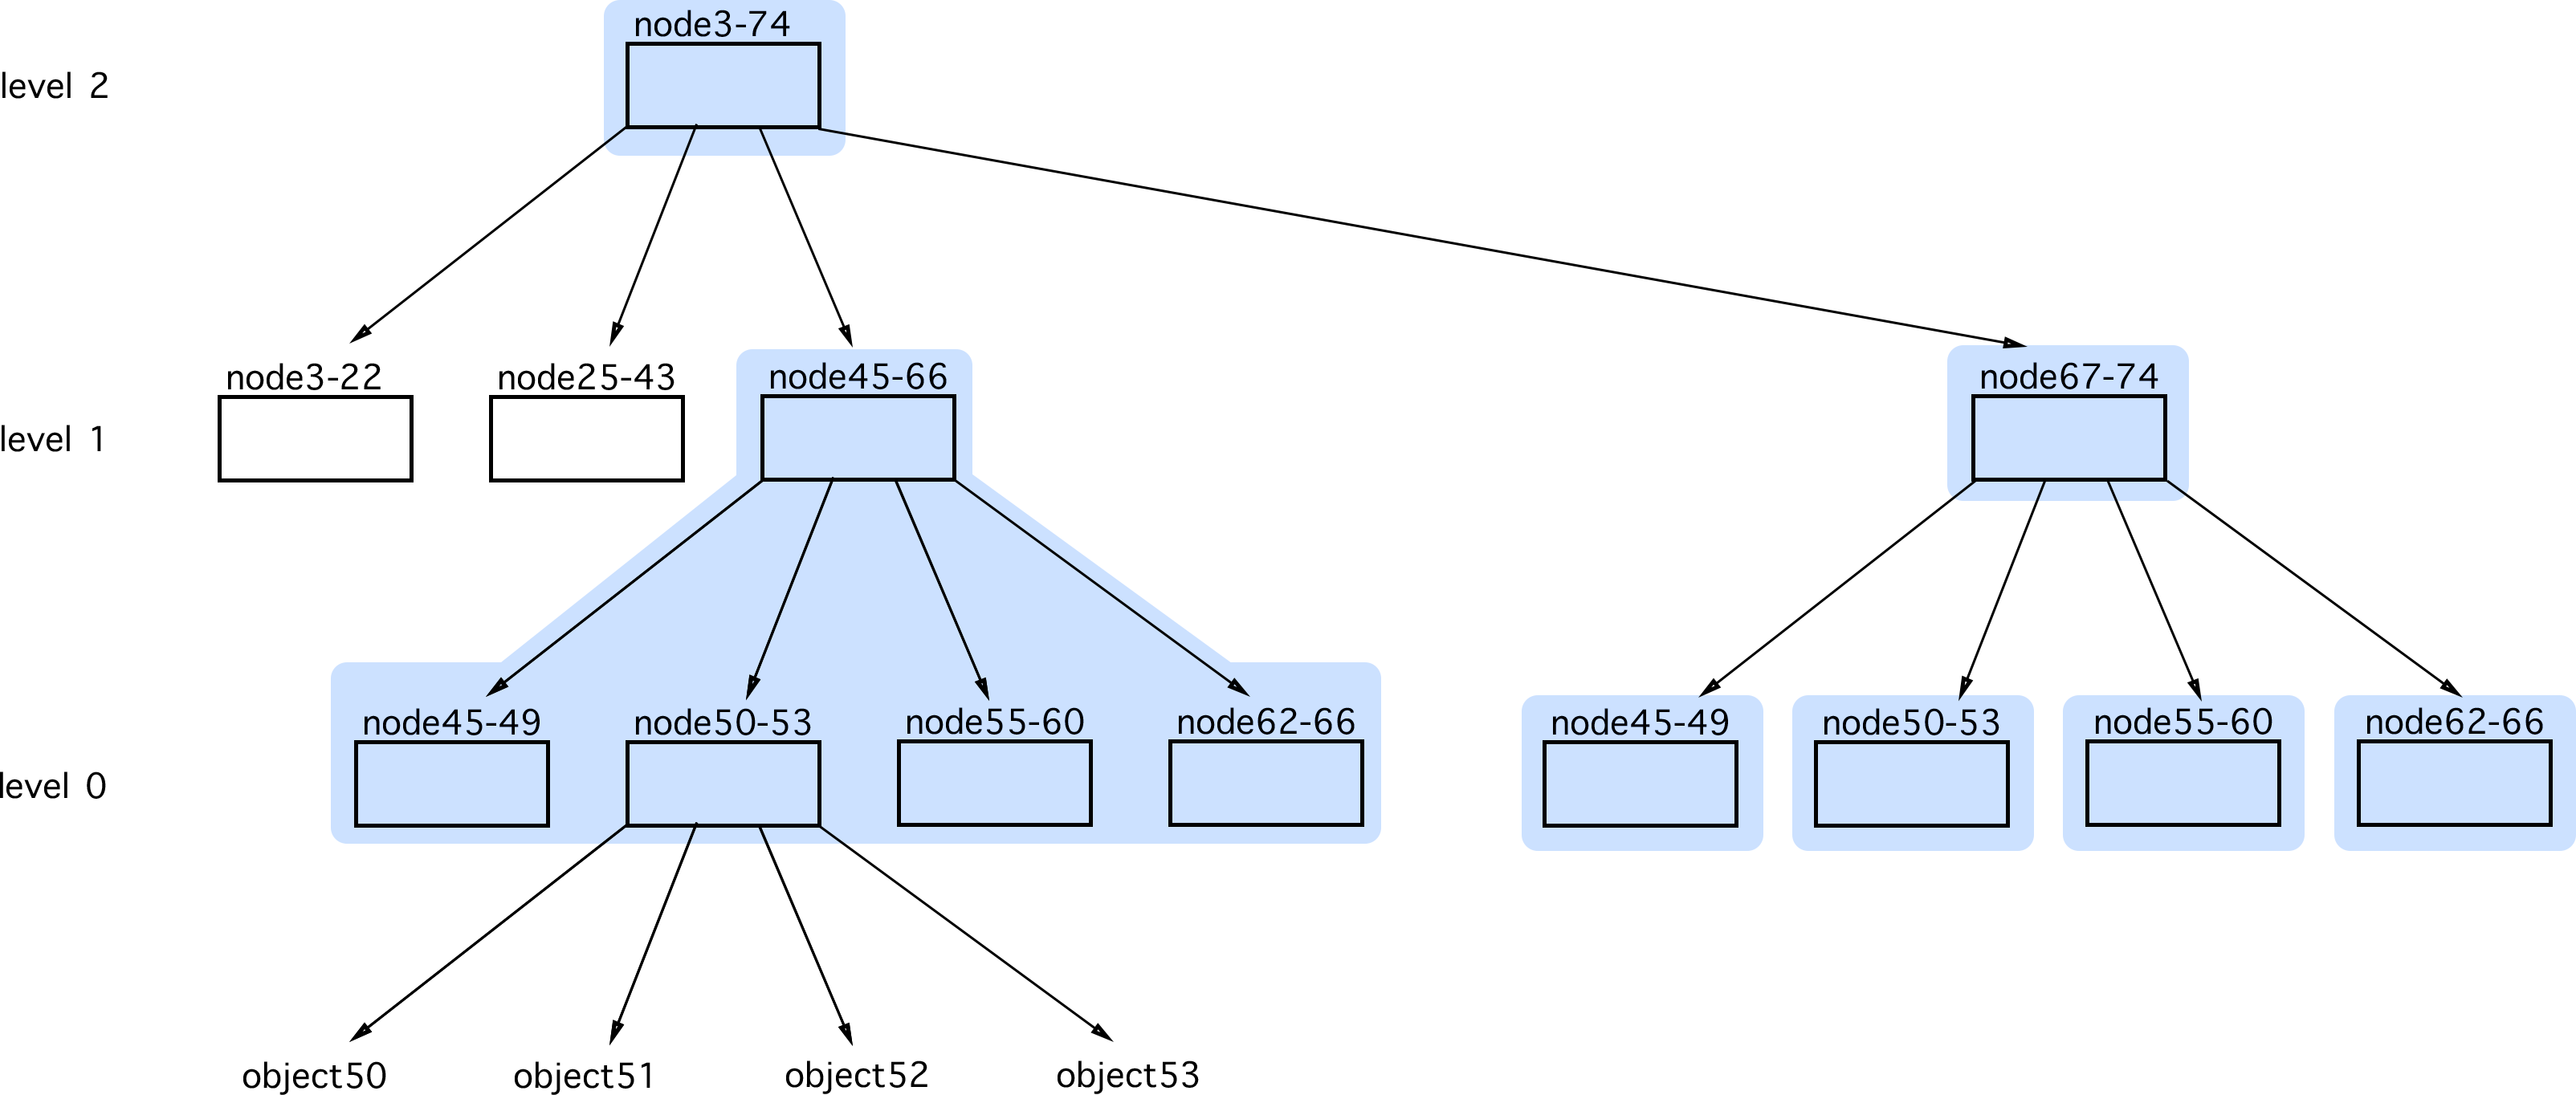 node3-74
level 2
node3-22 node25-43 node45-66 node67-74
level 1
node45-49 node50-53 node55-60 node62-66 node45-49 node50-53 node55-60 node62-66
level 0
object50 object51 object52 object53